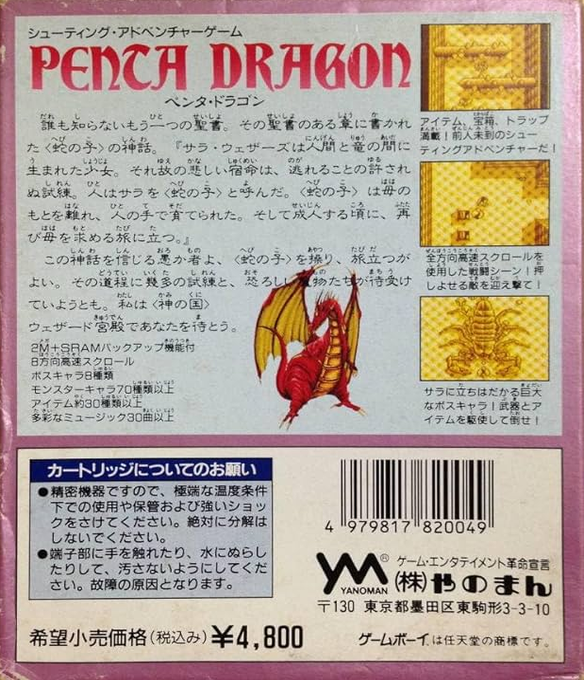 シューティング・アドベンチャーゲーム
PENTA DRAGON
ペンタ・ドラゴン
誰も知らないもう一つの聖書。その聖書のある章に書かれ
た〈蛇の子〉の神話。『サラ・ウェザーズは人間と竜の間に
生まれた少女。それ故の悲しい宿命は、逃れることの許され
ぬ試練。人はサラを〈蛇の子〉と呼んだ。〈蛇の子〉は母の
もとを離れ、人の手で育てられた。そして成人する頃に、再
び母を求める旅に立つ。』
この神話を信じる愚か者よ、〈蛇の子〉を操り、旅立つが
よい。その道程に幾多の試練と、恐ろしい魔物たちが待受け
ていようとも。私は〈神の国〉
ウェザード宮殿であなたを待とう。
2M+SRAMバックアップ機能付
8方向高速スクロール
ボスキャラ8種類
モンスターキャラ70種類以上
アイテム約30種類以上
多彩なミュージック30曲以上
アイテム、宝箱、トラップ
満載！前人未到のシュー
ティングアドベンチャーだ！
全方向高速スクロールを
使用した戦闘シーン！押
しよせる敵を迎え撃て！
サラに立ちはだかる巨大
なボスキャラ！武器とア
イテムを駆使して倒せ！
カートリッジについてのお願い
●精密機器ですので、極端な温度条件
下での使用や保管および強いショッ
クをさけてください。絶対に分解は
しないでください。
●端子部に手を触れたり、水にぬらし
たりして、汚さないようにしてくだ
さい。故障の原因となります。
4 979817 820049
YM
YANOMAN
ゲーム・エンタテイメント革命宣言
(株)やのまん
〒130 東京都墨田区東駒形3-3-10
希望小売価格(税込み) ¥4,800
ゲームボーイは任天堂の商標です。